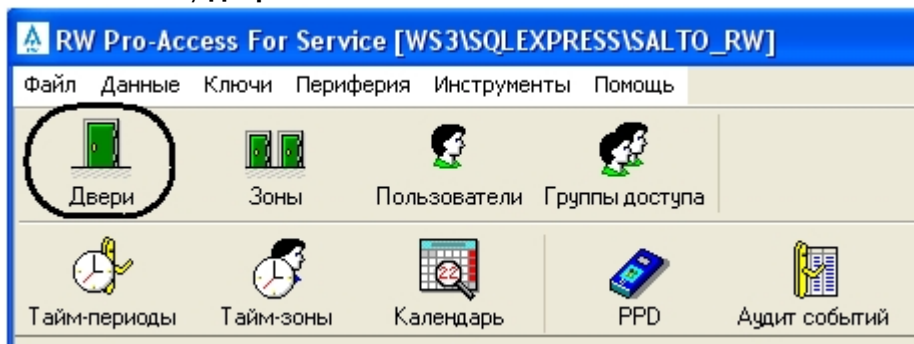 RW Pro-Access For Service [WS3\SQLEXPRESS\SALTO_RW]
Файл Данные Ключи Периферия Инструменты Помощь
Двери Зоны Пользователи Группы доступа
22
Тайм-периоды Тайм-зоны Календарь PPD Аудит событий